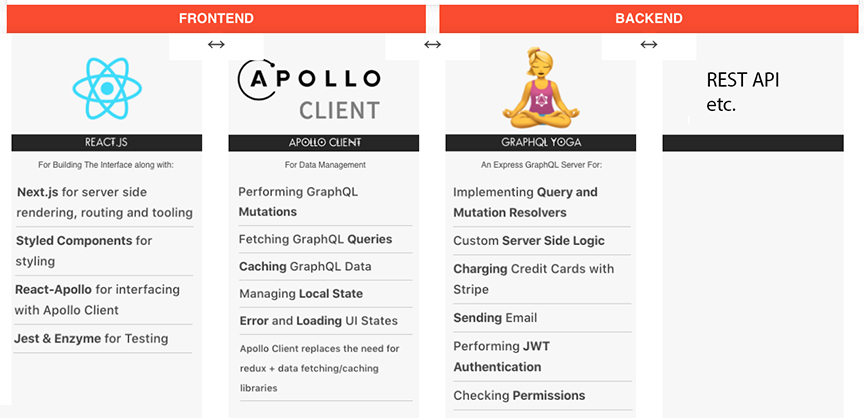 FRONTEND
BACKEND
APOLLO
CLIENT
REST API
etc.
REACT.JS
APOLLO CLIENT
GRAPHQL YOGA
For Building The Interface along with:
Next.js for server side
rendering, routing and tooling
Styled Components for
styling
React-Apollo for interfacing
with Apollo Client
Jest & Enzyme for Testing
For Data Management
Performing GraphQL
Mutations
Fetching GraphQL Queries
Caching GraphQL Data
Managing Local State
Error and Loading UI States
Apollo Client replaces the need for
redux + data fetching/caching
libraries
An Express GraphQL Server For:
Implementing Query and
Mutation Resolvers
Custom Server Side Logic
Charging Credit Cards with
Stripe
Sending Email
Performing JWT
Authentication
Checking Permissions